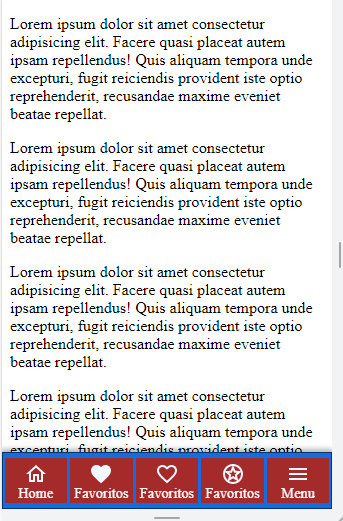 Lorem ipsum dolor sit amet consectetur
adipisicing elit. Facere quasi placeat autem
ipsam repellendus! Quis aliquam tempora unde
excepturi, fugit reiciendis provident iste optio
reprehenderit, recusandae maxime eveniet
beatae repellat.
Lorem ipsum dolor sit amet consectetur
adipisicing elit. Facere quasi placeat autem
ipsam repellendus! Quis aliquam tempora unde
excepturi, fugit reiciendis provident iste optio
reprehenderit, recusandae maxime eveniet
beatae repellat.
Lorem ipsum dolor sit amet consectetur
adipisicing elit. Facere quasi placeat autem
ipsam repellendus! Quis aliquam tempora unde
excepturi, fugit reiciendis provident iste optio
reprehenderit, recusandae maxime eveniet
beatae repellat.
Lorem ipsum dolor sit amet consectetur
adipisicing elit. Facere quasi placeat autem
ipsam repellendus! Quis aliquam tempora unde
excepturi, fugit reiciendis provident iste optio
Home Favoritos Favoritos Favoritos Menu